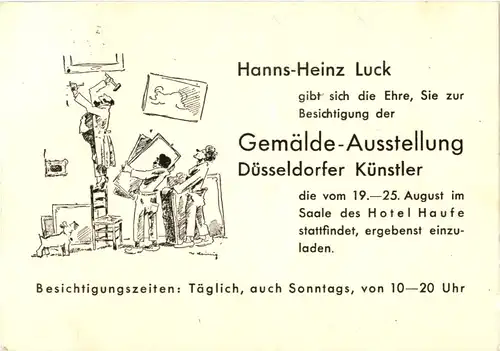 Hanns-Heinz Luck
gibt sich die Ehre, Sie zur
Besichtigung der
Gemälde-Ausstellung
Düsseldorfer Künstler
die vom 19.—25. August im
Saale des Hotel Haufe
stattfindet, ergebenst einzu-
laden.
Besichtigungszeiten: Täglich, auch Sonntags, von 10—20 Uhr